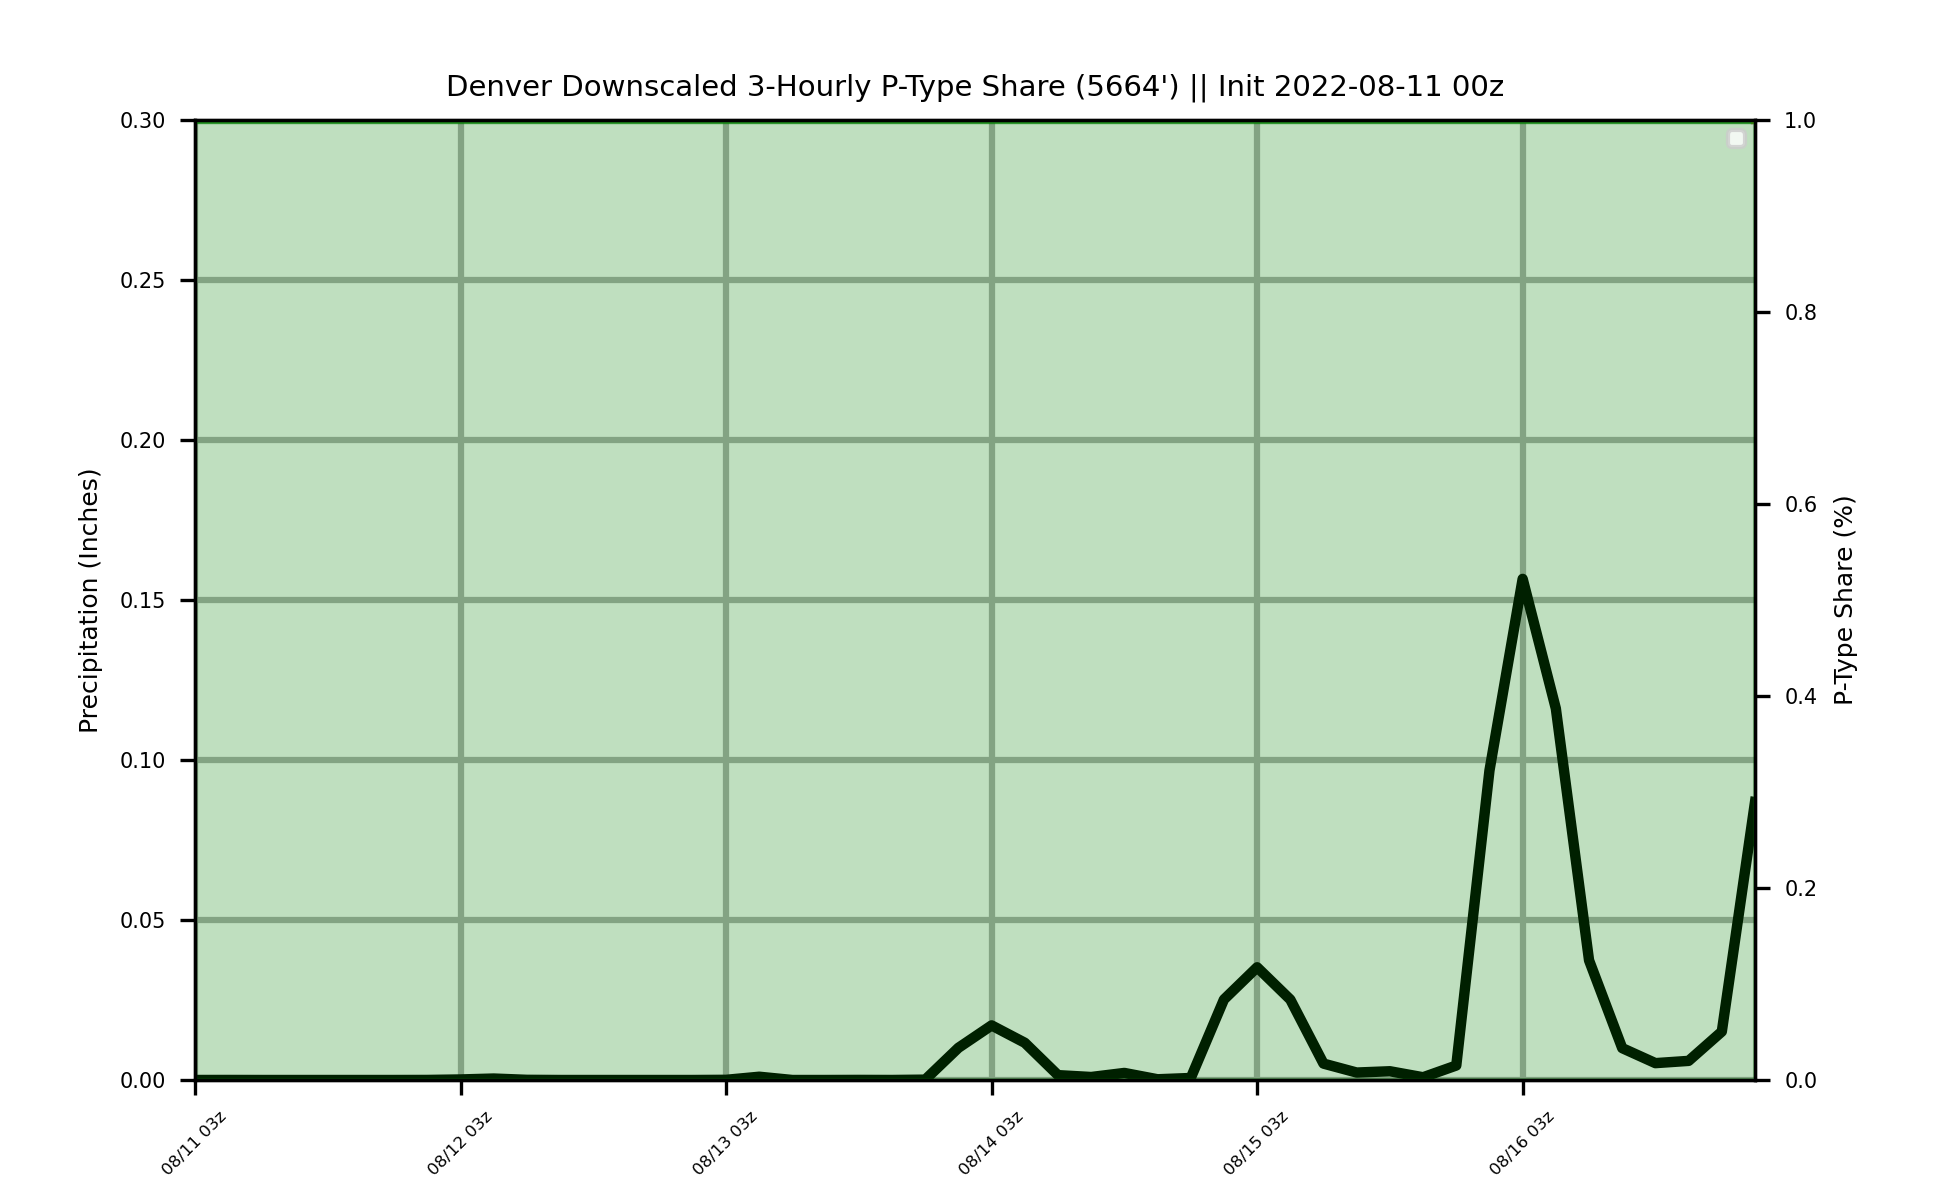 Denver Downscaled 3-Hourly P-Type Share (5664') || Init 2022-08-11 00z
0.30
0.25
0.20
0.15
0.10
0.05
0.00
Precipitation (Inches)
1.0
0.8
0.6
0.4
0.2
0.0
P-Type Share (%)
08/11 03z
08/12 03z
08/13 03z
08/14 03z
08/15 03z
08/16 03z